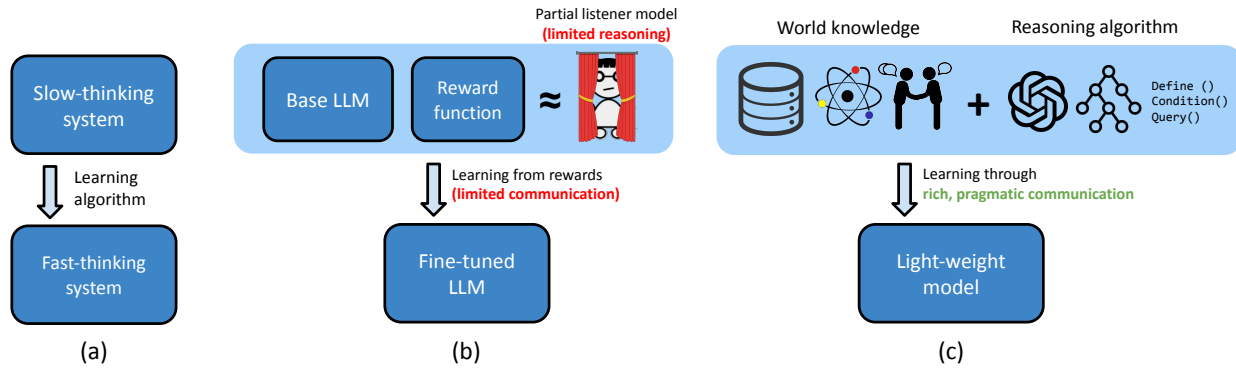 Slow-thinking
system
Learning
algorithm
Fast-thinking
system
(a)
Partial listener model
(limited reasoning)
Base LLM
Reward
function
≈
Learning from rewards
(limited communication)
Fine-tuned
LLM
(b)
World knowledge
Reasoning algorithm
+
Define ()
Condition()
Query()
Learning through
rich, pragmatic communication
Light-weight
model
(c)